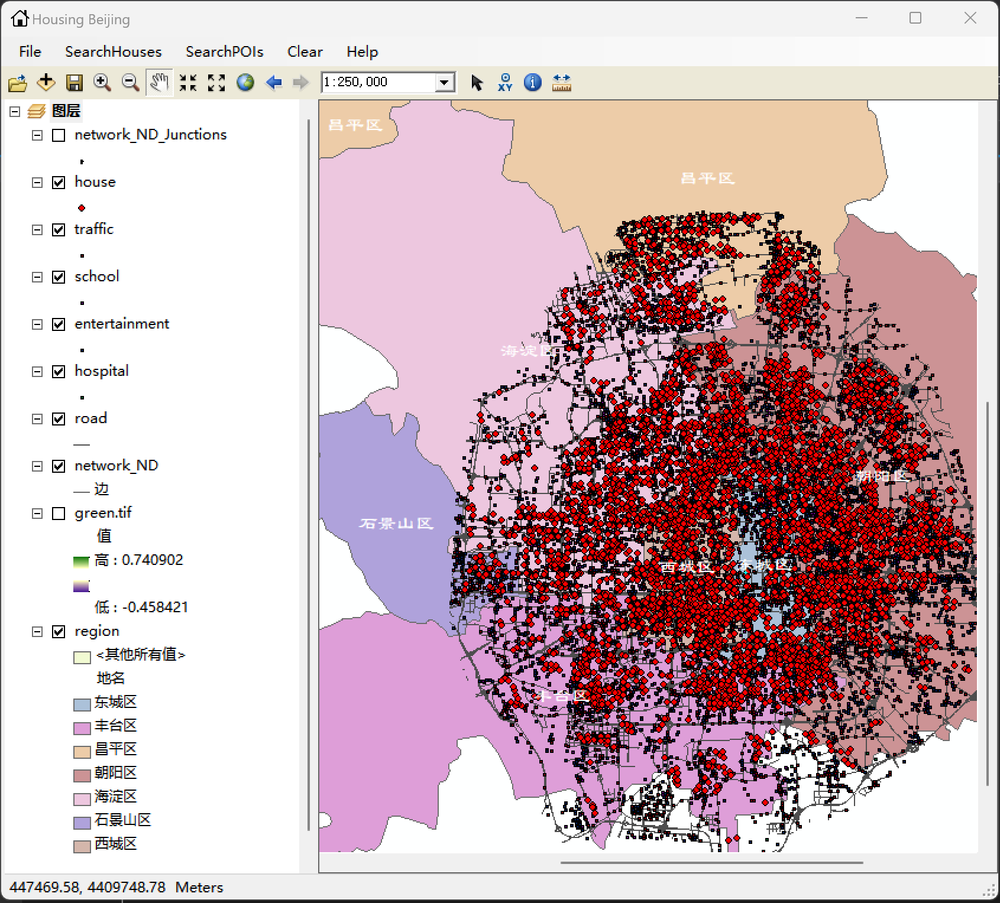 Housing Beijing
File SearchHouses SearchPOIs Clear Help
1:250,000 XY
图层
network_ND_Junctions
house
traffic
school
entertainment
hospital
road
network_ND
边
green.tif
值
高 : 0.740902
低 : -0.458421
region
<其他所有值>
地名
东城区
丰台区
昌平区
朝阳区
海淀区
石景山区
西城区
昌平区
昌平区
海淀区
朝阳区
石景山区
西城区
东城区
丰台区
447469.58, 4409748.78 Meters